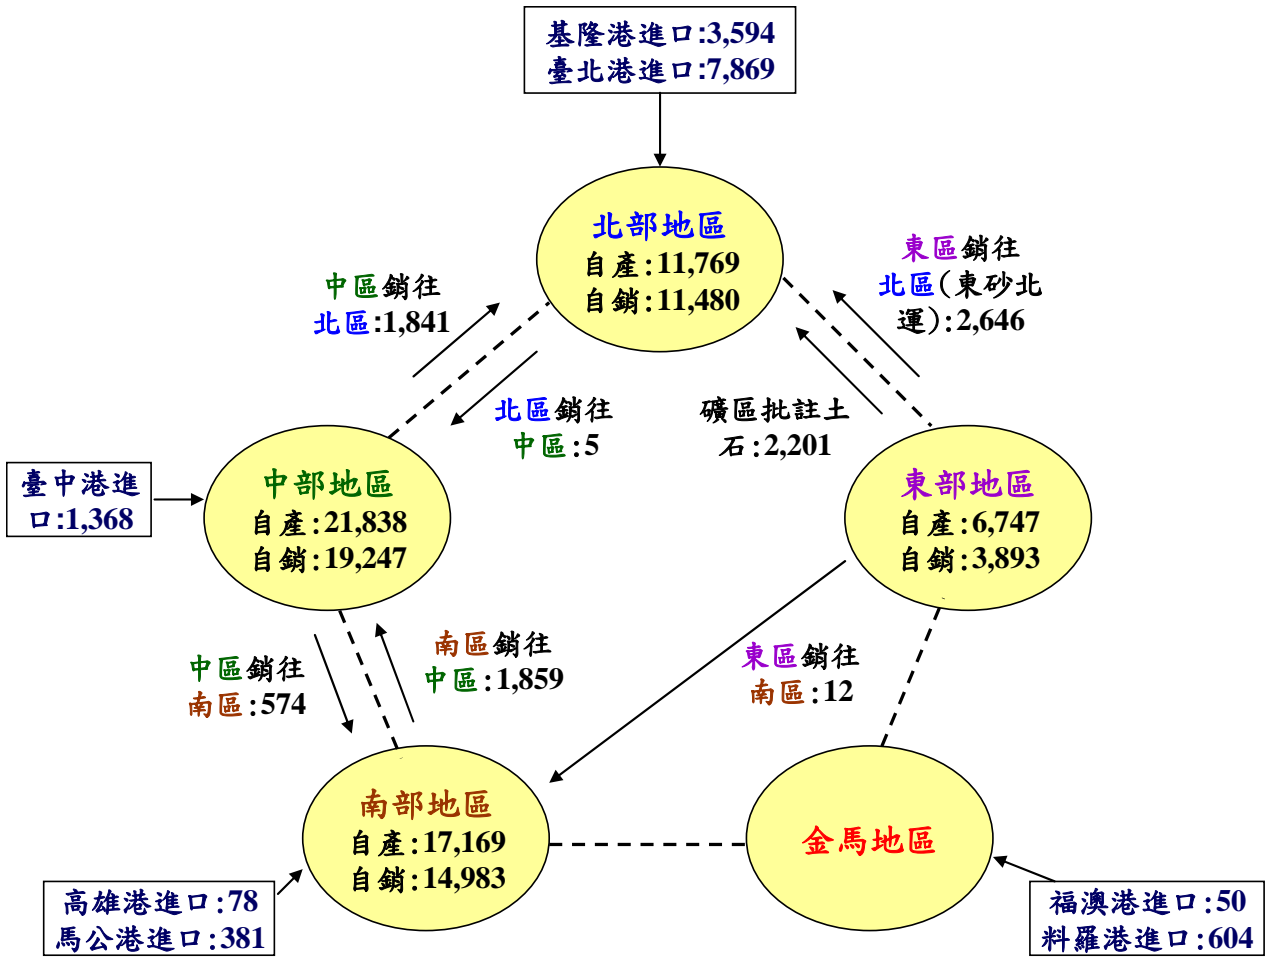 基隆港進口:3,594
臺北港進口:7,869
北部地區
自產:11,769
自銷:11,480
中區銷往
北區:1,841
東區銷往
北區(東砂北
運):2,646
北區銷往
中區:5
礦區批註土
石:2,201
臺中港進
口:1,368
中部地區
自產:21,838
自銷:19,247
東部地區
自產:6,747
自銷:3,893
中區銷往
南區:574
南區銷往
中區:1,859
東區銷往
南區:12
南部地區
自產:17,169
自銷:14,983
金馬地區
高雄港進口:78
馬公港進口:381
福澳港進口:50
料羅港進口:604